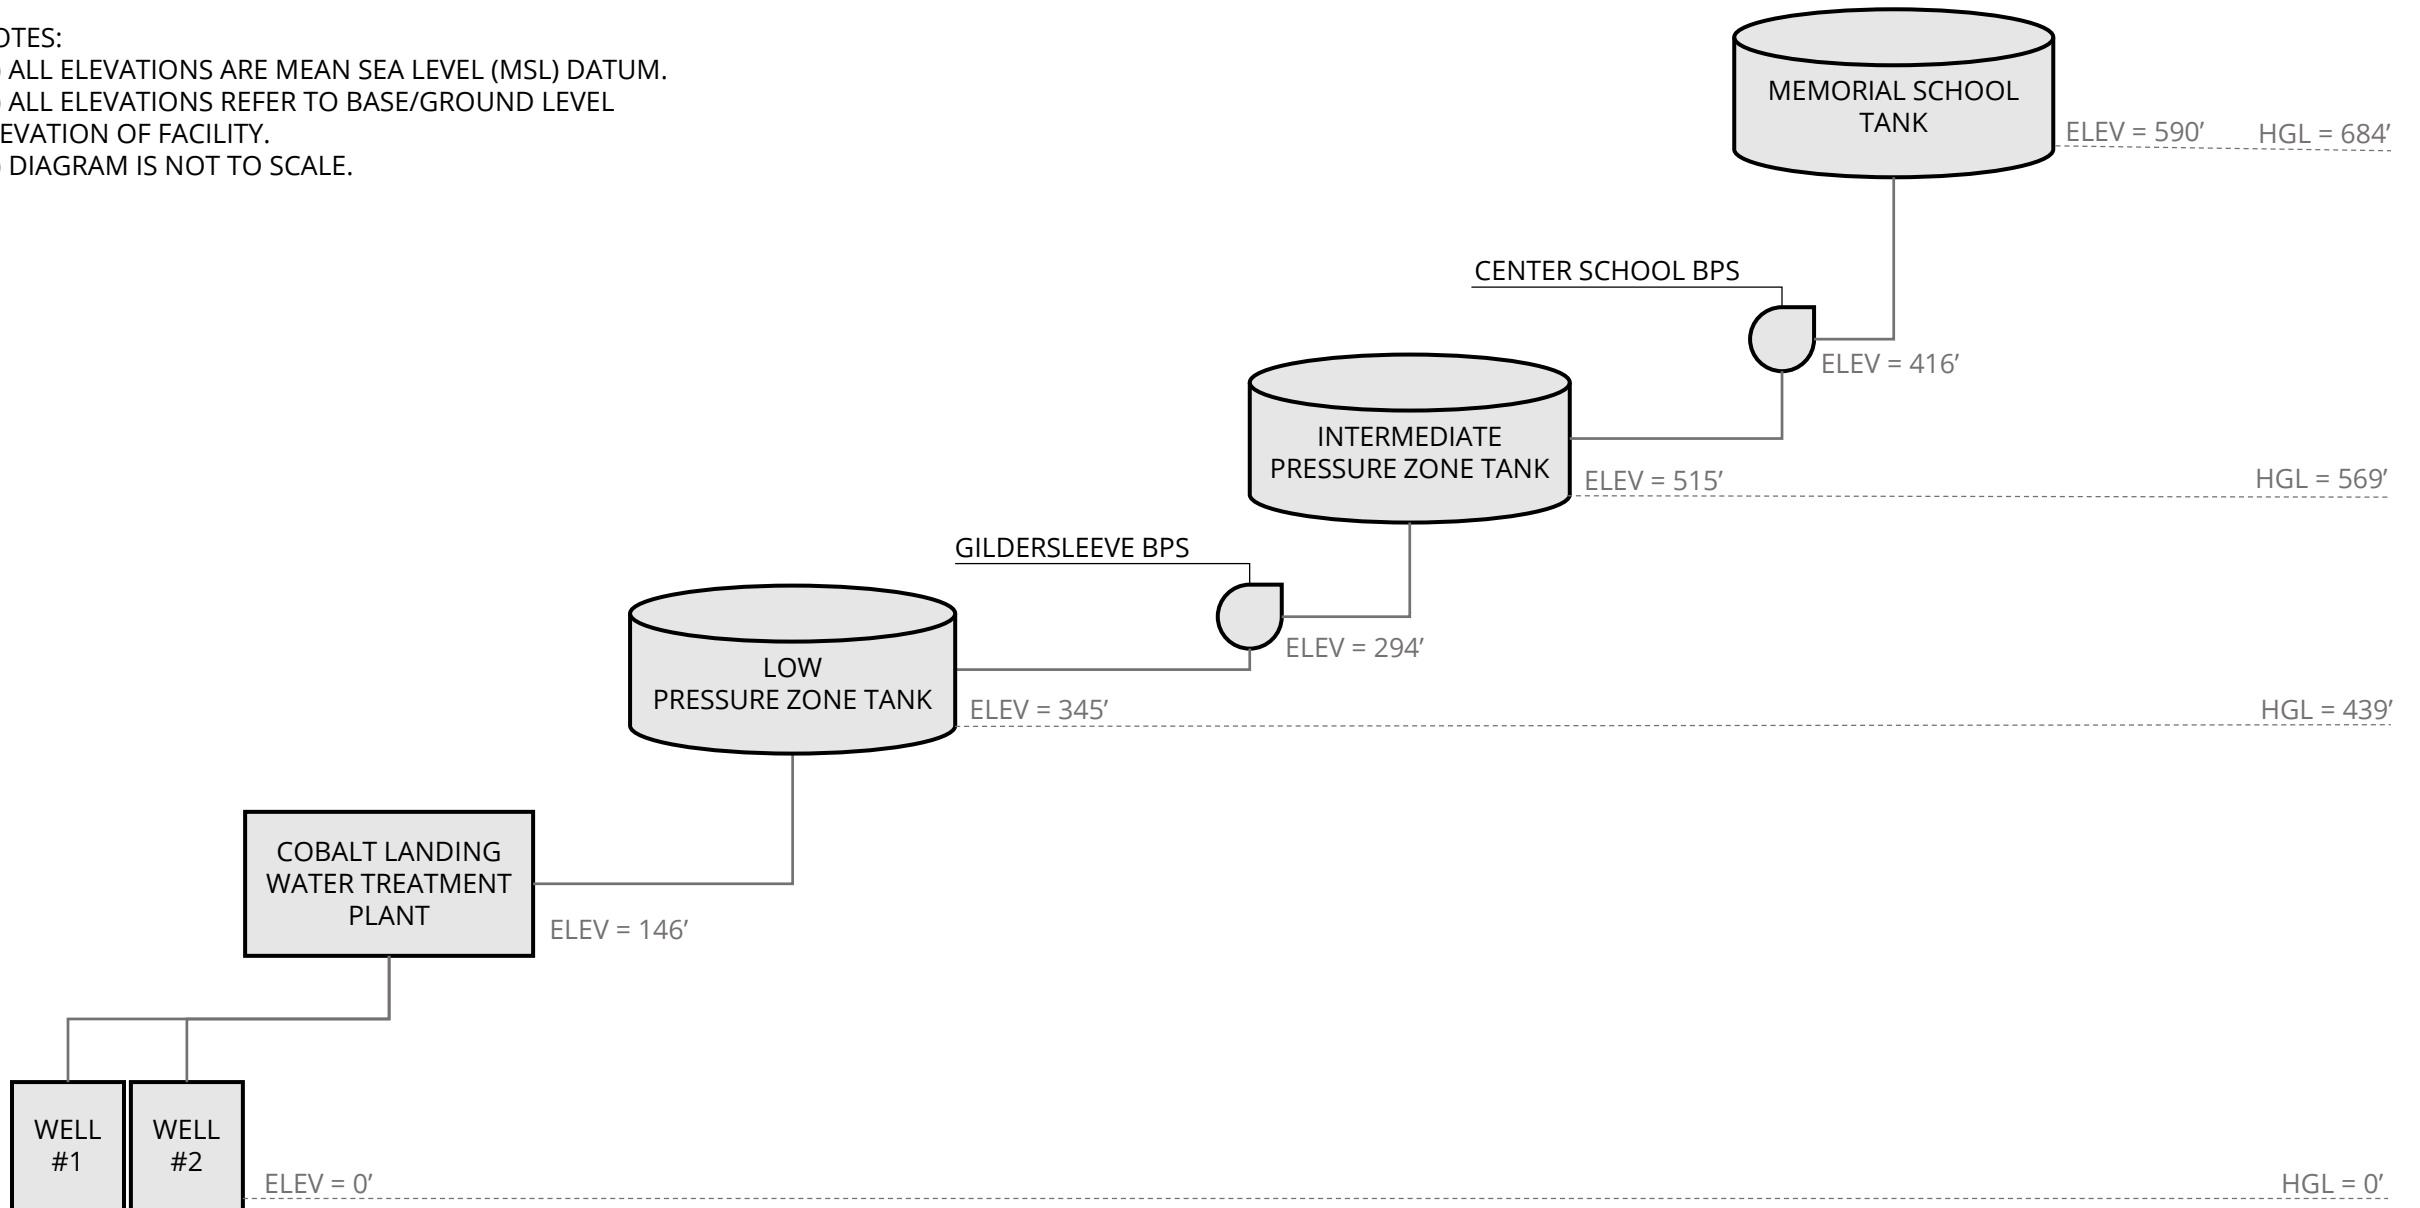 OTES:
) ALL ELEVATIONS ARE MEAN SEA LEVEL (MSL) DATUM.
) ALL ELEVATIONS REFER TO BASE/GROUND LEVEL
EVATION OF FACILITY.
) DIAGRAM IS NOT TO SCALE.
MEMORIAL SCHOOL
TANK
ELEV = 590’
HGL = 684’
CENTER SCHOOL BPS
ELEV = 416’
INTERMEDIATE
PRESSURE ZONE TANK
ELEV = 515’
HGL = 569’
GILDERSLEEVE BPS
ELEV = 294’
LOW
PRESSURE ZONE TANK
ELEV = 345’
HGL = 439’
COBALT LANDING
WATER TREATMENT
PLANT
ELEV = 146’
WELL
#1
WELL
#2
ELEV = 0’
HGL = 0’